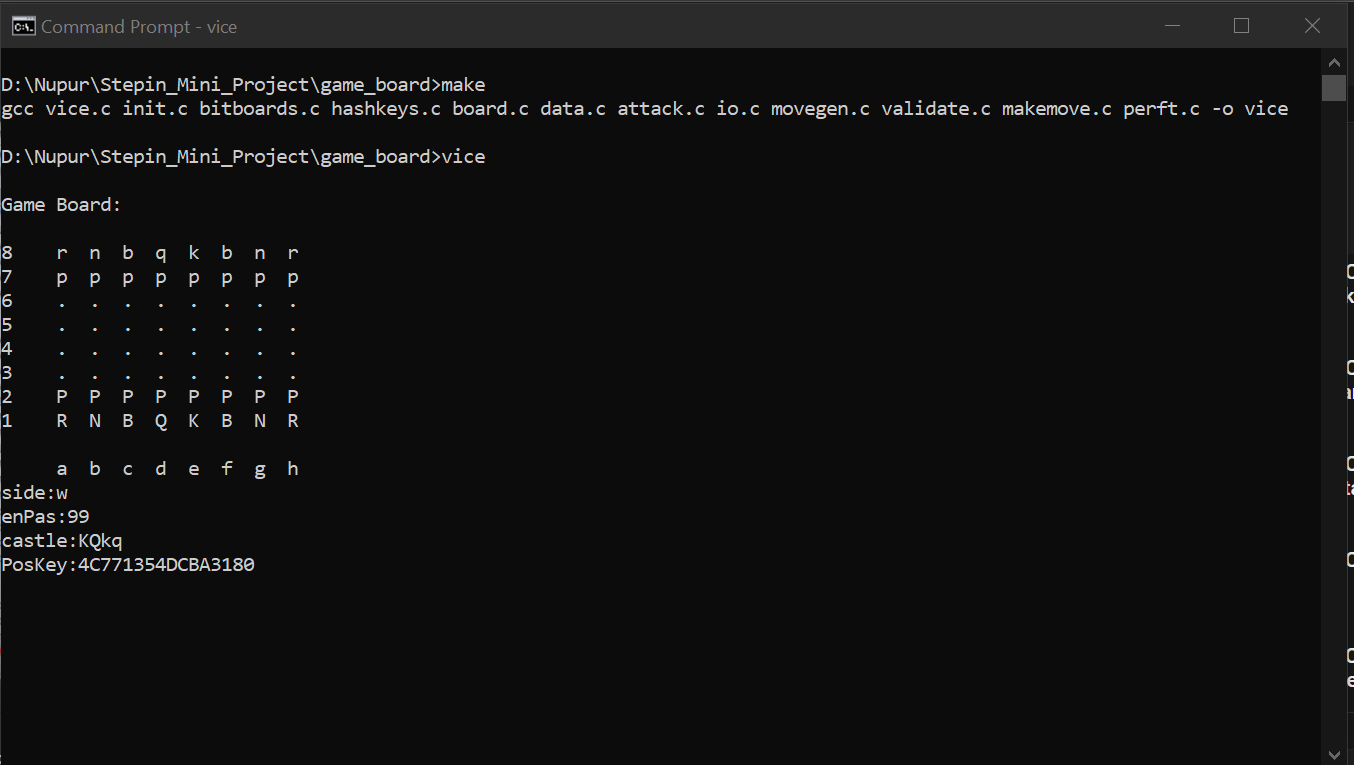 Command Prompt - vice
D:\Nupur\Stepin_Mini_Project\game_board>make
gcc vice.c init.c bitboards.c hashkeys.c board.c data.c attack.c io.c movegen.c validate.c makemove.c perft.c -o vice
D:\Nupur\Stepin_Mini_Project\game_board>vice
Game Board:
8 r n b q k b n r
7 p p p p p p p p
6 . . . . . . . .
5 . . . . . . . .
4 . . . . . . . .
3 . . . . . . . .
2 P P P P P P P P
1 R N B Q K B N R
a b c d e f g h
side:w
enPas:99
castle:KQkq
PosKey:4C771354DCBA3180